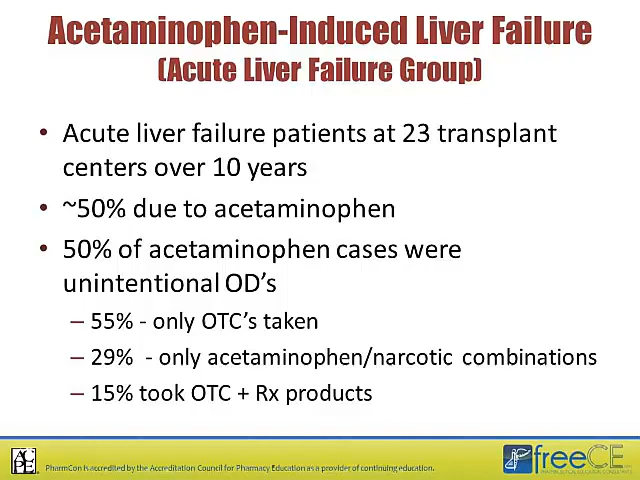 Acetaminophen-Induced Liver Failure
(Acute Liver Failure Group)
• Acute liver failure patients at 23 transplant
centers over 10 years
• ~50% due to acetaminophen
• 50% of acetaminophen cases were
unintentional OD's
– 55% - only OTC's taken
– 29% - only acetaminophen/narcotic combinations
– 15% took OTC + Rx products
PharmCon is accredited by the Accreditation Council for Pharmacy Education as a provider of continuing education.
freeCE